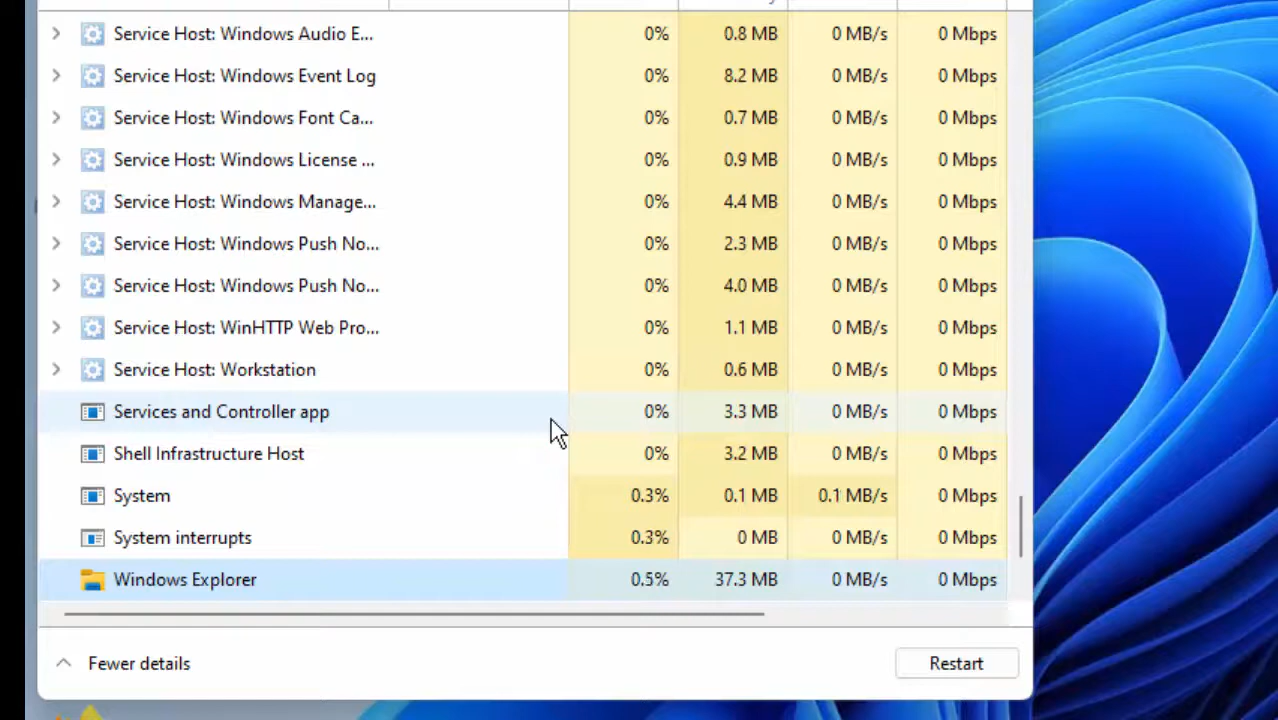 Service Host: Windows Audio E... 0% 0.8 MB 0 MB/s 0 Mbps
Service Host: Windows Event Log 0% 8.2 MB 0 MB/s 0 Mbps
Service Host: Windows Font Ca... 0% 0.7 MB 0 MB/s 0 Mbps
Service Host: Windows License ... 0% 0.9 MB 0 MB/s 0 Mbps
Service Host: Windows Manage... 0% 4.4 MB 0 MB/s 0 Mbps
Service Host: Windows Push No... 0% 2.3 MB 0 MB/s 0 Mbps
Service Host: Windows Push No... 0% 4.0 MB 0 MB/s 0 Mbps
Service Host: WinHTTP Web Pro... 0% 1.1 MB 0 MB/s 0 Mbps
Service Host: Workstation 0% 0.6 MB 0 MB/s 0 Mbps
Services and Controller app 0% 3.3 MB 0 MB/s 0 Mbps
Shell Infrastructure Host 0% 3.2 MB 0 MB/s 0 Mbps
System 0.3% 0.1 MB 0.1 MB/s 0 Mbps
System interrupts 0.3% 0 MB 0 MB/s 0 Mbps
Windows Explorer 0.5% 37.3 MB 0 MB/s 0 Mbps
Fewer details Restart